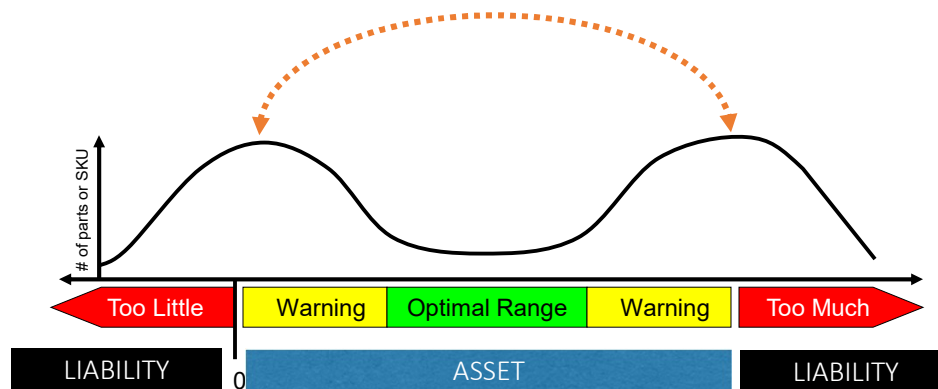 # of parts or SKU
Too Little
Warning
Optimal Range
Warning
Too Much
LIABILITY
0
ASSET
LIABILITY